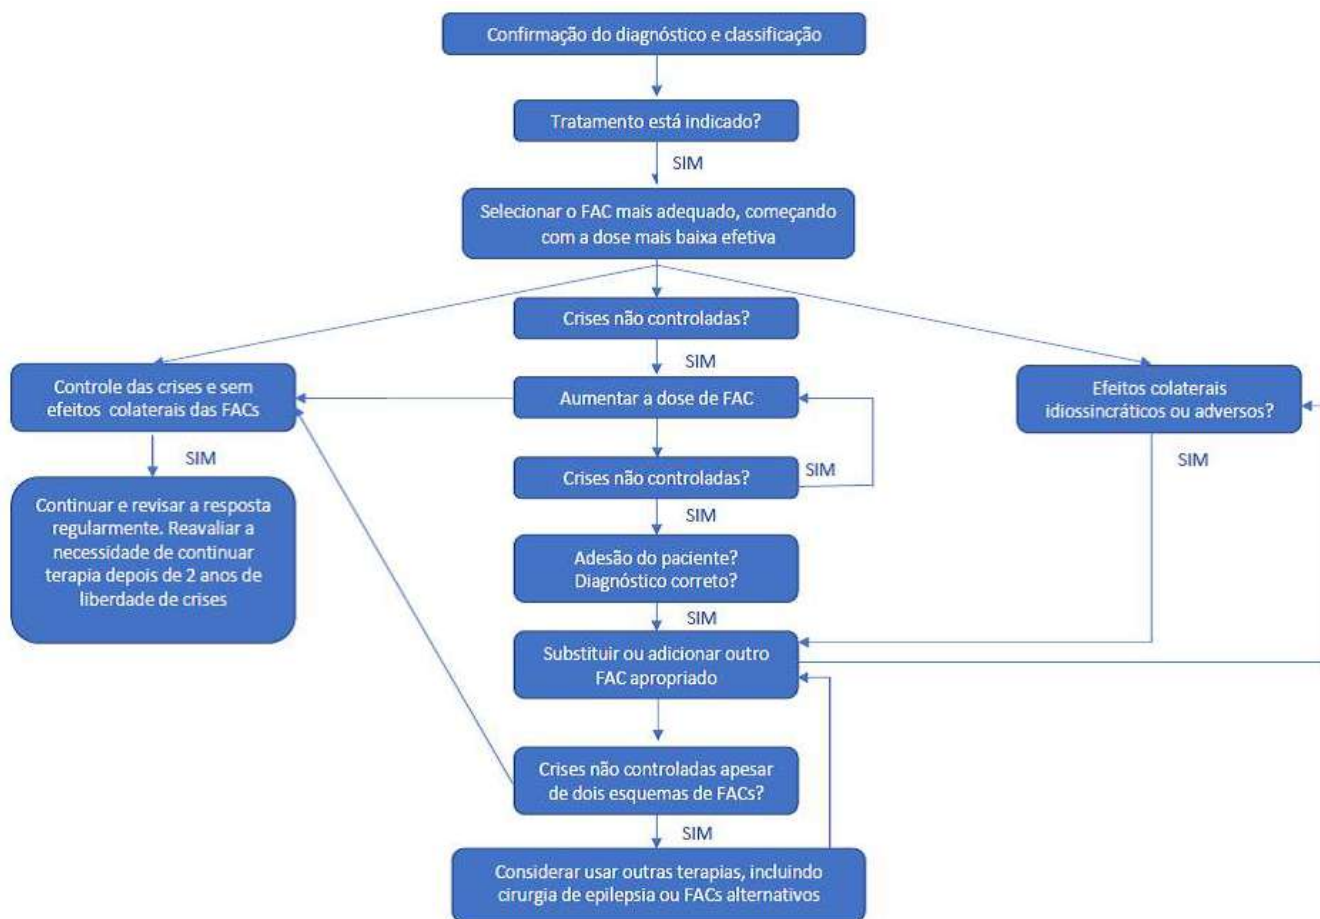 Confirmação do diagnóstico e classificação
Tratamento está indicado?
SIM
Selecionar o FAC mais adequado, começando
com a dose mais baixa efetiva
Crises não controladas?
SIM
Controle das crises e sem
efeitos colaterais das FACs
SIM
Continuar e revisar a resposta
regularmente. Reavaliar a
necessidade de continuar
terapia depois de 2 anos de
liberdade de crises
Aumentar a dose de FAC
Crises não controladas?
SIM
SIM
Adesão do paciente?
Diagnóstico correto?
SIM
Efeitos colaterais
idiossincráticos ou adversos?
SIM
Substituir ou adicionar outro
FAC apropriado
Crises não controladas apesar
de dois esquemas de FACs?
SIM
Considerar usar outras terapias, incluindo
cirurgia de epilepsia ou FACs alternativos